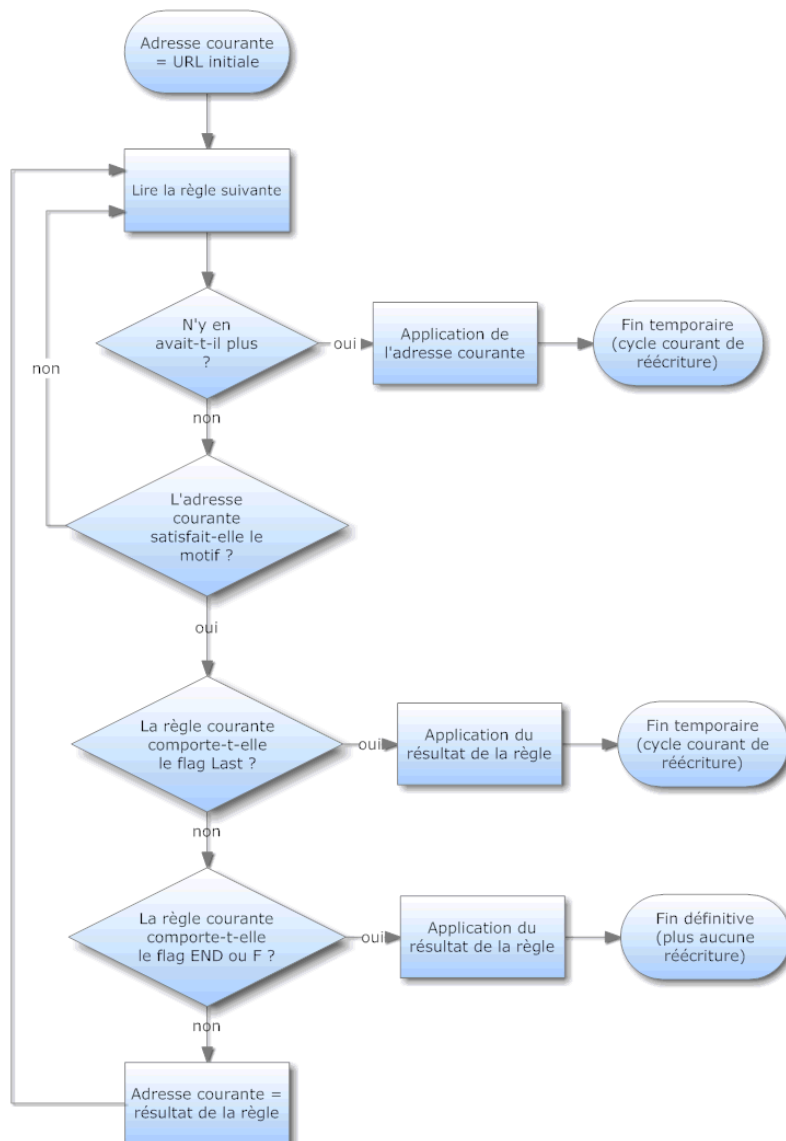 Adresse courante
= URL initiale
Lire la règle suivante
N'y en
avait-t-il plus
?
oui
Application de
l'adresse courante
Fin temporaire
(cycle courant de
réécriture)
non
non
L'adresse
courante
satisfait-elle le
motif ?
oui
La règle courante
comporte-t-elle
le flag Last ?
oui
Application du
résultat de la règle
Fin temporaire
(cycle courant de
réécriture)
non
La règle courante
comporte-t-elle
le flag END ou F ?
oui
Application du
résultat de la règle
Fin définitive
(plus aucune
réécriture)
non
Adresse courante =
résultat de la règle